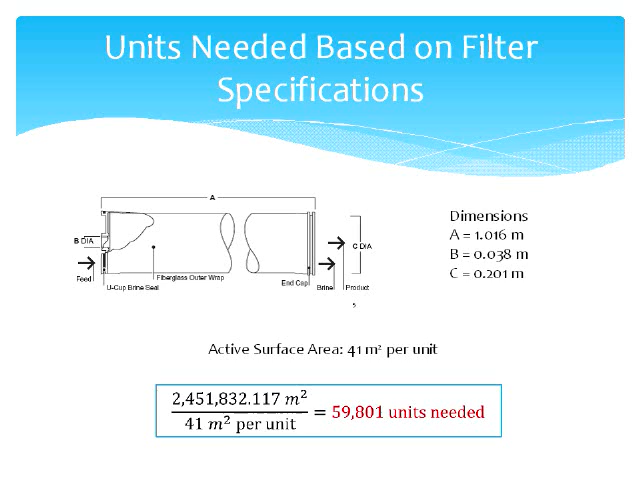 Units Needed Based on Filter
Specifications
A
B DIA
C DIA
Feed
U-Cup Brine Seal
Fiberglass Outer Wrap
End Cap
Brine
Product
Dimensions
A = 1.016 m
B = 0.038 m
C = 0.201 m
5
Active Surface Area: 41 m² per unit
2,451,832.117 m²
41 m² per unit
= 59,801 units needed